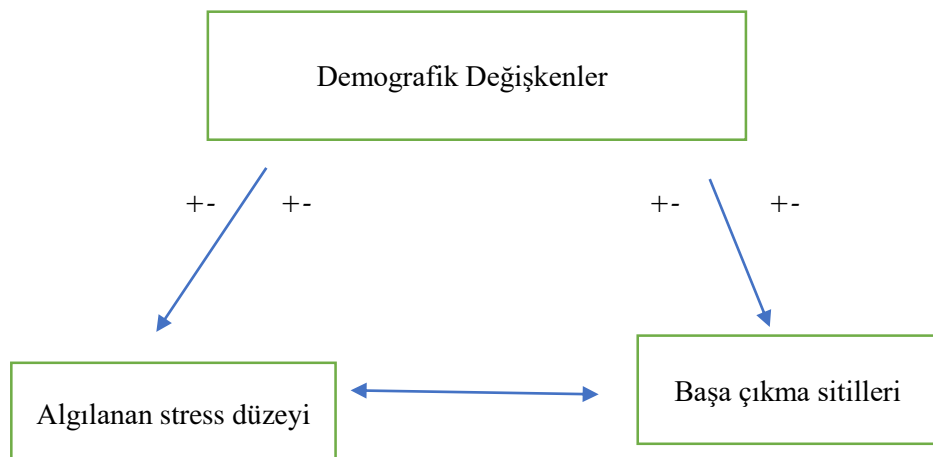 Demografik Değişkenler
+- +- +- +-
Başa çıkma sitilleri
Algılanan stress düzeyi